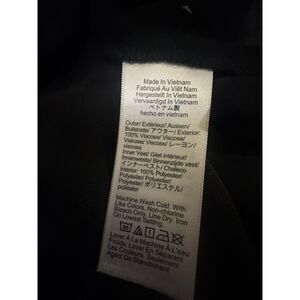 Made In Vietnam
Fabriqué Au Viêt Nam
Hergestellt In Vietnam
Vervaardigd In Vietnam
ベトナム製
hecho en vietnam
Outer/ Extérieur/ Aussen/
Buitenste/ アウター/ Exterior:
100% Viscose/ Viscose/
Viskose/ Viscose/ レーヨン/
viscosa
Inner Vest/ Gilet intérieur/
Innenweste/ Binnenzijde vest/
インナーベスト/ Chaleco
Interior: 100% Polyester/
Polyester/ Polyester/
Polyester/ ポリエステル/
poliéster
Machine Wash Cold. With
Like Colors. Non-chlorine
Bleach Only. Line Dry. Iron
On Lowest Setting.
Laver À La Machine À L'eau
Froide. Laver En Séparant
Les Couleurs. Seulement
Agent De Blanchiment